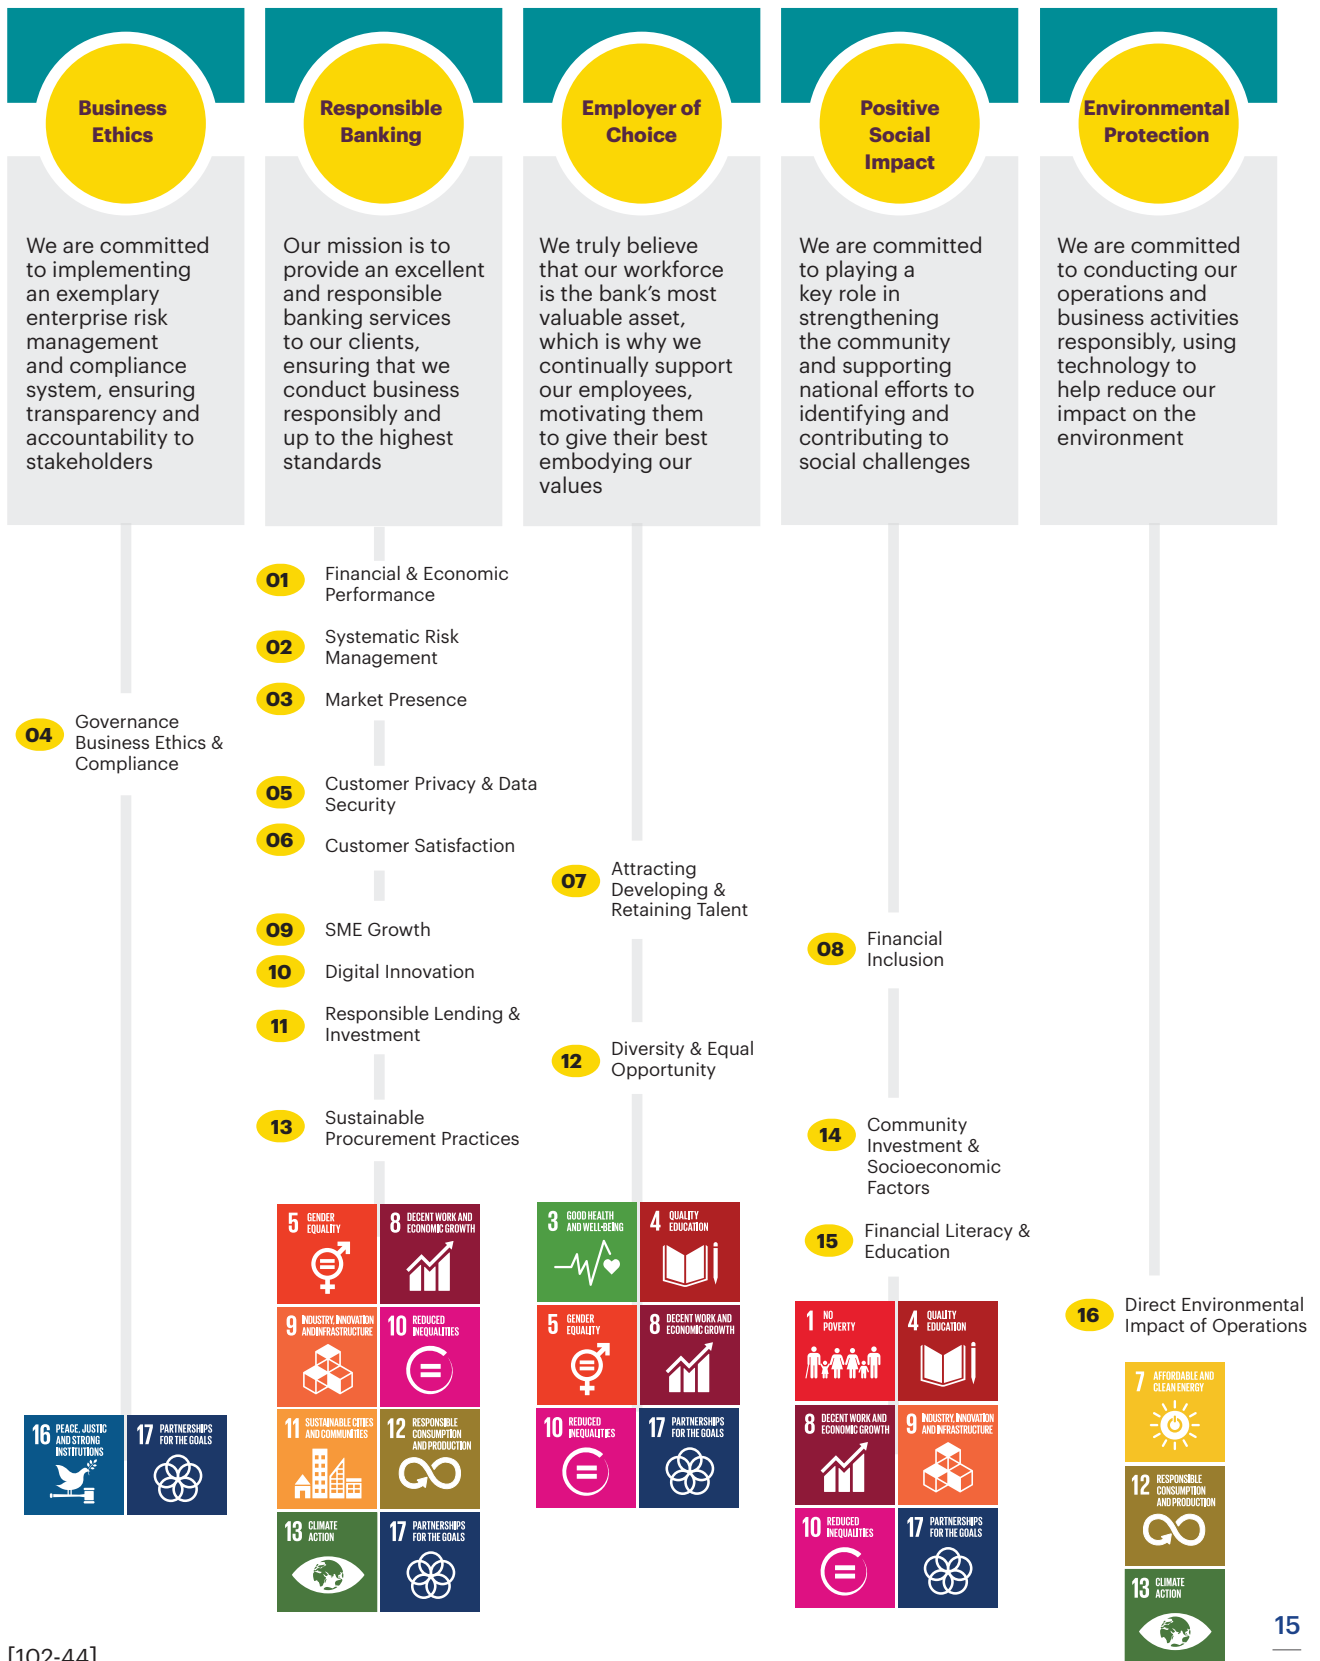 Business
Ethics
We are committed
to implementing
an exemplary
enterprise risk
management
and compliance
system, ensuring
transparency and
accountability to
stakeholders
04
Governance
Business Ethics &
Compliance
16 PEACE, JUSTIC
AND STRONG
INSTITUTIONS
17 PARTNERSHIPS
FOR THE GOALS
Responsible
Banking
Our mission is to
provide an excellent
and responsible
banking services
to our clients,
ensuring that we
conduct business
responsibly and
up to the highest
standards
01
Financial & Economic
Performance
02
Systematic Risk
Management
03
Market Presence
05
Customer Privacy & Data
Security
06
Customer Satisfaction
09
SME Growth
10
Digital Innovation
11
Responsible Lending &
Investment
13
Sustainable
Procurement Practices
5 GENDER
EQUALITY
8 DECENT WORK AND
ECONOMIC GROWTH
9 INDUSTRY, INNOVATION
ANDINFRASTRUCTURE
10 REDUCED
INEQUALITIES
11 SUSTAINABLE CITIES
AND COMMUNITIES
12 RESPONSIBLE
CONSUMPTION
AND PRODUCTION
13 CLIMATE
ACTION
17 PARTNERSHIPS
FOR THE GOALS
Employer of
Choice
We truly believe
that our workforce
is the bank's most
valuable asset,
which is why we
continually support
our employees,
motivating them
to give their best
embodying our
values
07
Attracting
Developing &
Retaining Talent
12
Diversity & Equal
Opportunity
3 GOOD HEALTH
AND WELL-BEING
4 QUALITY
EDUCATION
5 GENDER
EQUALITY
8 DECENT WORK AND
ECONOMIC GROWTH
10 REDUCED
INEQUALITIES
17 PARTNERSHIPS
FOR THE GOALS
Positive
Social
Impact
We are committed
to playing a
key role in
strengthening
the community
and supporting
national efforts to
identifying and
contributing to
social challenges
08
Financial
Inclusion
14
Community
Investment &
Socioeconomic
Factors
15
Financial Literacy &
Education
1 NO
POVERTY
4 QUALITY
EDUCATION
8 DECENT WORK AND
ECONOMIC GROWTH
9 INDUSTRY, INNOVATION
AND INFRASTRUCTURE
10 REDUCED
INEQUALITIES
17 PARTNERSHIPS
FOR THE GOALS
Environmental
Protection
We are committed
to conducting our
operations and
business activities
responsibly, using
technology to
help reduce our
impact on the
environment
16
Direct Environmental
Impact of Operations
7 AFFORDABLE AND
CLEAN ENERGY
12 RESPONSIBLE
CONSUMPTION
AND PRODUCTION
13 CLIMATE
ACTION
15
[102-44]